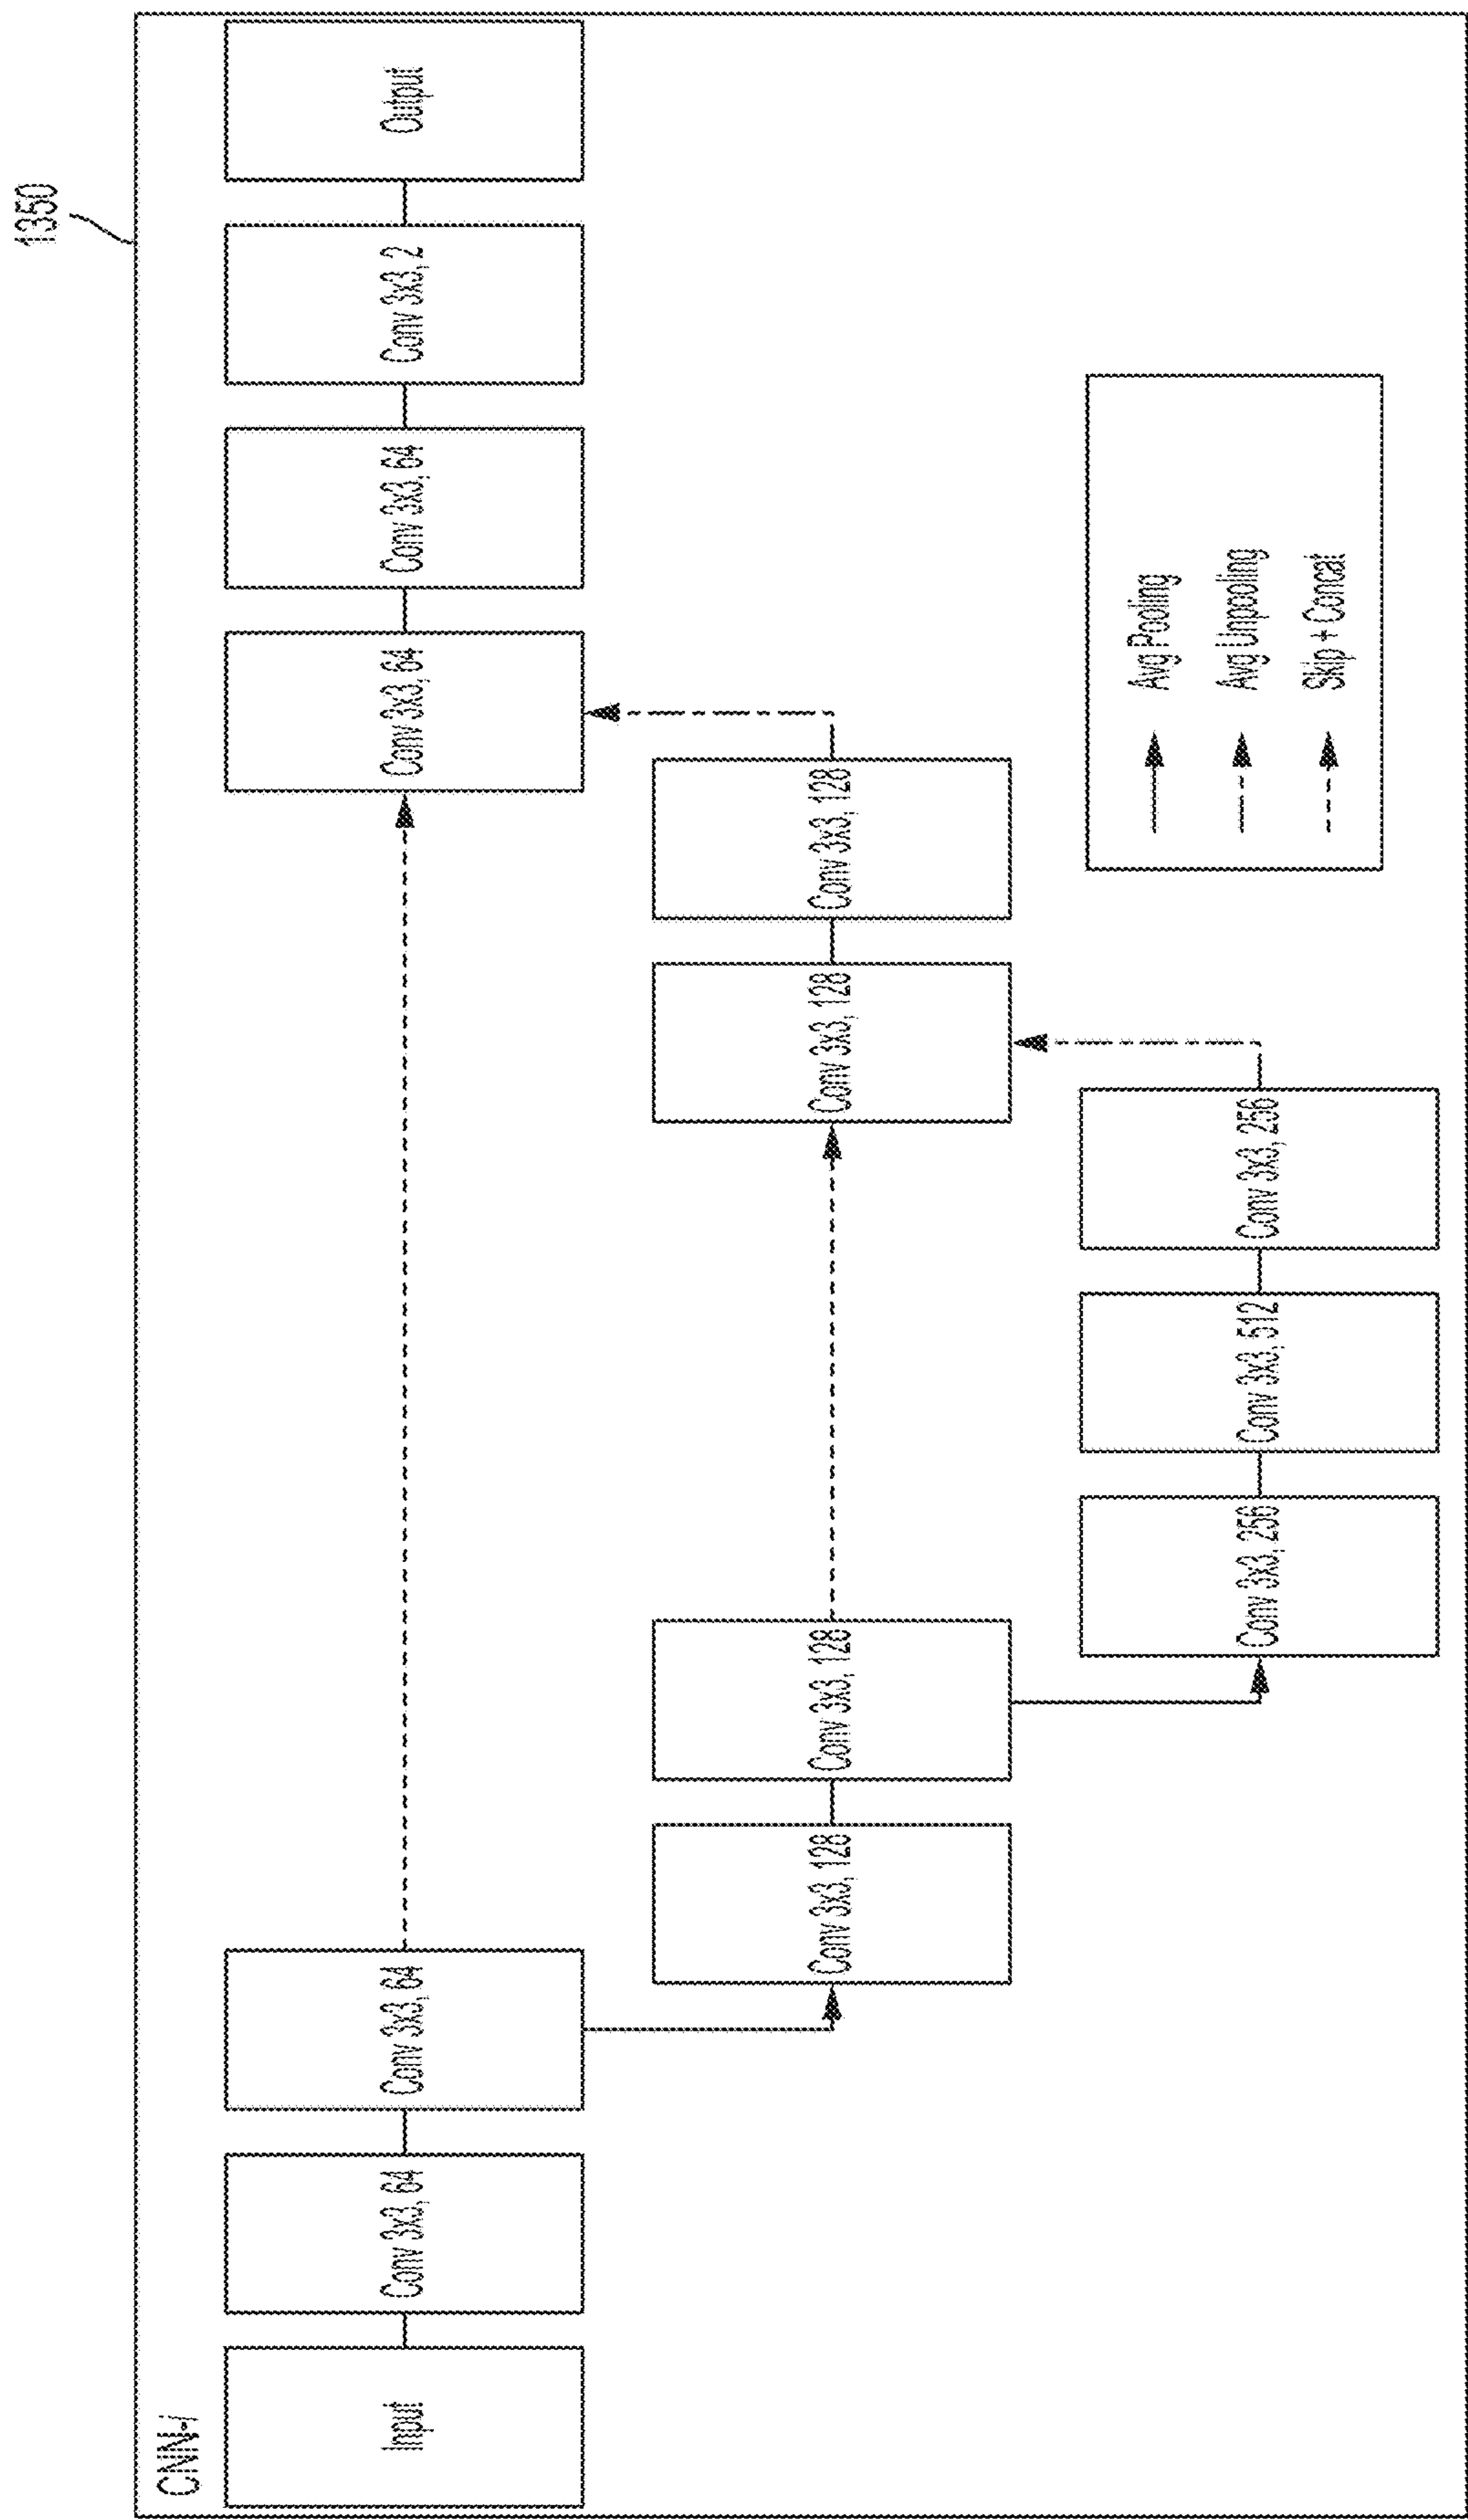 1350
CNN-i
Input
Conv 3x3, 64
Conv 3x3, 64
Conv 3x3, 64
Conv 3x3, 64
Conv 3x3, 2
Output
Conv 3x3, 128
Conv 3x3, 128
Conv 3x3, 128
Conv 3x3, 128
Conv 3x3, 256
Conv 3x3, 512
Conv 3x3, 256
Avg Pooling
Avg Unpooling
Skip + Concat